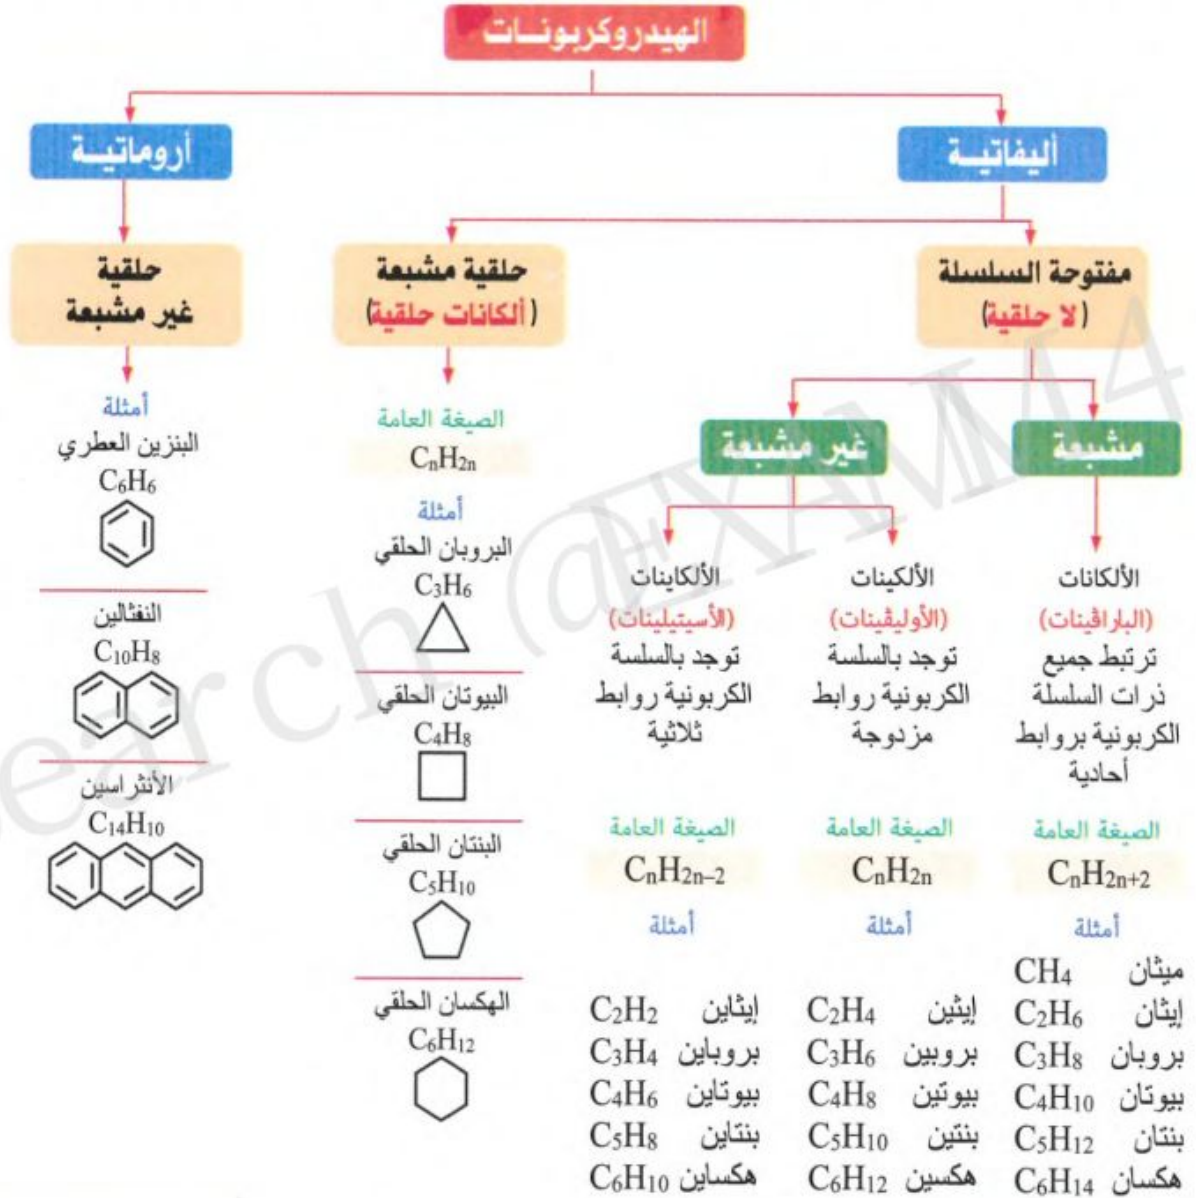 الهيدروكربونـات
أليفاتيـة
أروماتيـة
مفتوحة السلسلة
(لا حلقية)
حلقية مشبعة
(ألكانات حلقية)
حلقية
غير مشبعة
مشبعة
غير مشبعة
الألكانات
(الباراڤينات)
ترتبط جميع
ذرات السلسلة
الكربونية بروابط
أحادية
الصيغة العامة
CnH2n+2
أمثلة
ميثان CH4
إيثان C2H6
بروبان C3H8
بيوتان C4H10
بنتان C5H12
هكسان C6H14
الألكينات
(الأوليڤينات)
توجد بالسلسة
الكربونية روابط
مزدوجة
الصيغة العامة
CnH2n
أمثلة
إيثين C2H4
بروبين C3H6
بيوتين C4H8
بنتين C5H10
هكسين C6H12
الألكاينات
(الأسيتيلينات)
توجد بالسلسة
الكربونية روابط
ثلاثية
الصيغة العامة
CnH2n–2
أمثلة
إيثاين C2H2
بروباين C3H4
بيوتاين C4H6
بنتاين C5H8
هكساين C6H10
الصيغة العامة
CnH2n
أمثلة
البروبان الحلقي
C3H6
البيوتان الحلقي
C4H8
البنتان الحلقي
C5H10
الهكسان الحلقي
C6H12
أمثلة
البنزين العطري
C6H6
النفثالين
C10H8
الأنثراسين
C14H10